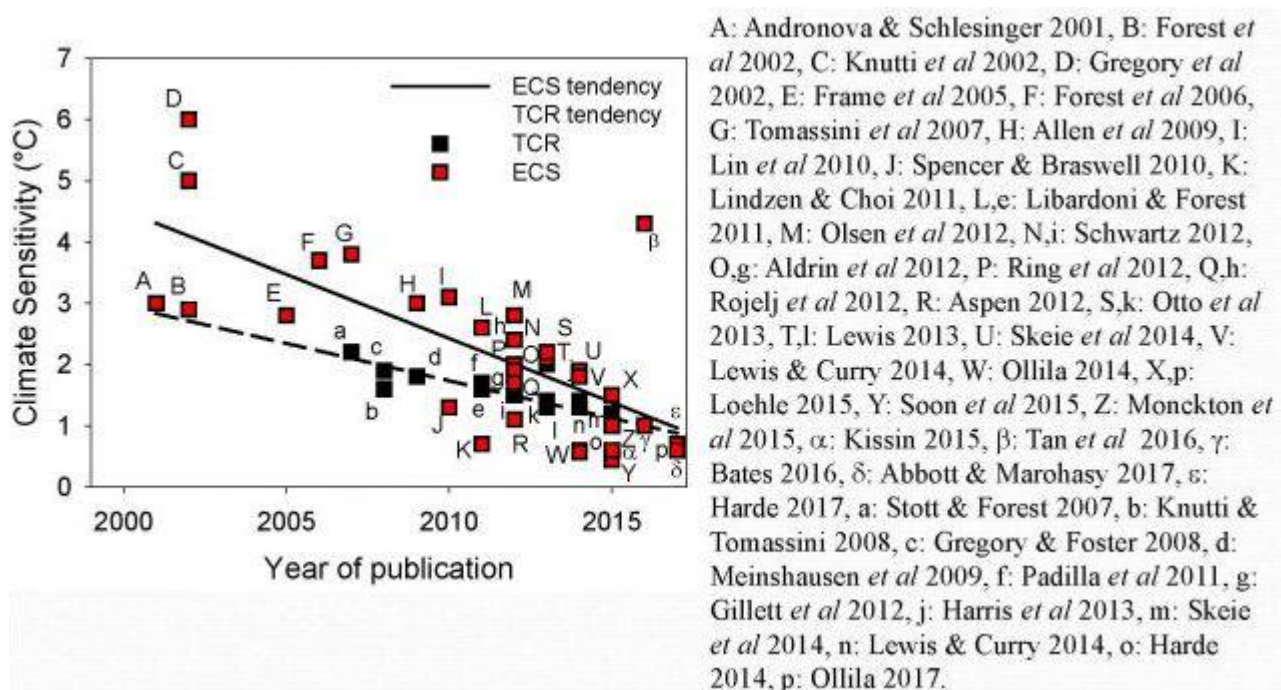 Climate Sensitivity (°C)
7
6
5
4
3
2
1
0
2000 2005 2010 2015
Year of publication
ECS tendency
TCR tendency
TCR
ECS
D
C
β
F G
A B
H I
E
L M
h N S
P O T U
a c d
f g Q V X
b e i k n
J I o ε
K R W Z γ
α p
Y δ
A: Andronova & Schlesinger 2001, B: Forest et
al 2002, C: Knutti et al 2002, D: Gregory et al
2002, E: Frame et al 2005, F: Forest et al 2006,
G: Tomassini et al 2007, H: Allen et al 2009, I:
Lin et al 2010, J: Spencer & Braswell 2010, K:
Lindzen & Choi 2011, L,e: Libardoni & Forest
2011, M: Olsen et al 2012, N,i: Schwartz 2012,
O,g: Aldrin et al 2012, P: Ring et al 2012, Q,h:
Rojelj et al 2012, R: Aspen 2012, S,k: Otto et al
2013, T,l: Lewis 2013, U: Skeie et al 2014, V:
Lewis & Curry 2014, W: Ollila 2014, X,p:
Loehle 2015, Y: Soon et al 2015, Z: Monckton
et al 2015, α: Kissin 2015, β: Tan et al 2016, γ:
Bates 2016, δ: Abbott & Marohasy 2017, ε:
Harde 2017, a: Stott & Forest 2007, b: Knutti &
Tomassini 2008, c: Gregory & Foster 2008, d:
Meinshausen et al 2009, f: Padilla et al 2011, g:
Gillett et al 2012, j: Harris et al 2013, m: Skeie
et al 2014, n: Lewis & Curry 2014, o: Harde
2014, p: Ollila 2017.